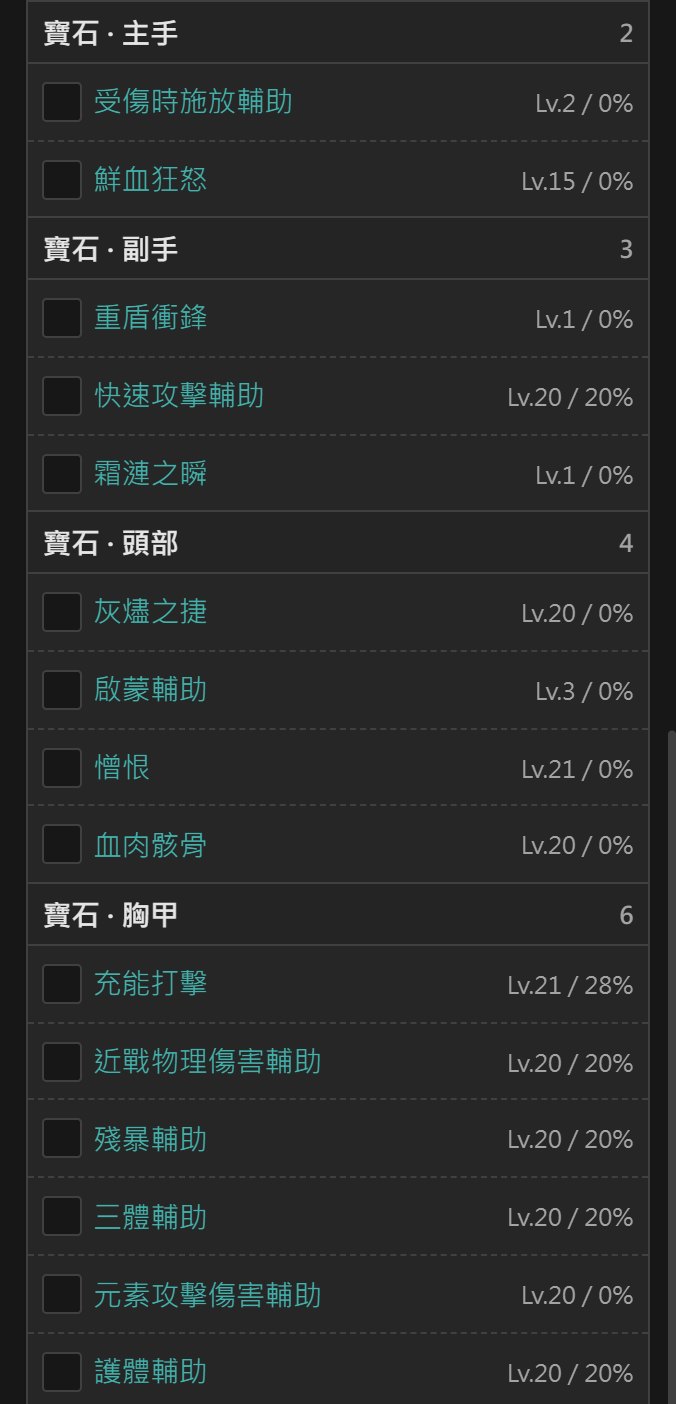 寶石 · 主手 2
受傷時施放輔助 Lv.2 / 0%
鮮血狂怒 Lv.15 / 0%
寶石 · 副手 3
重盾衝鋒 Lv.1 / 0%
快速攻擊輔助 Lv.20 / 20%
霜漣之瞬 Lv.1 / 0%
寶石 · 頭部 4
灰燼之捷 Lv.20 / 0%
啟蒙輔助 Lv.3 / 0%
憎恨 Lv.21 / 0%
血肉骸骨 Lv.20 / 0%
寶石 · 胸甲 6
充能打擊 Lv.21 / 28%
近戰物理傷害輔助 Lv.20 / 20%
殘暴輔助 Lv.20 / 20%
三體輔助 Lv.20 / 20%
元素攻擊傷害輔助 Lv.20 / 0%
護體輔助 Lv.20 / 20%